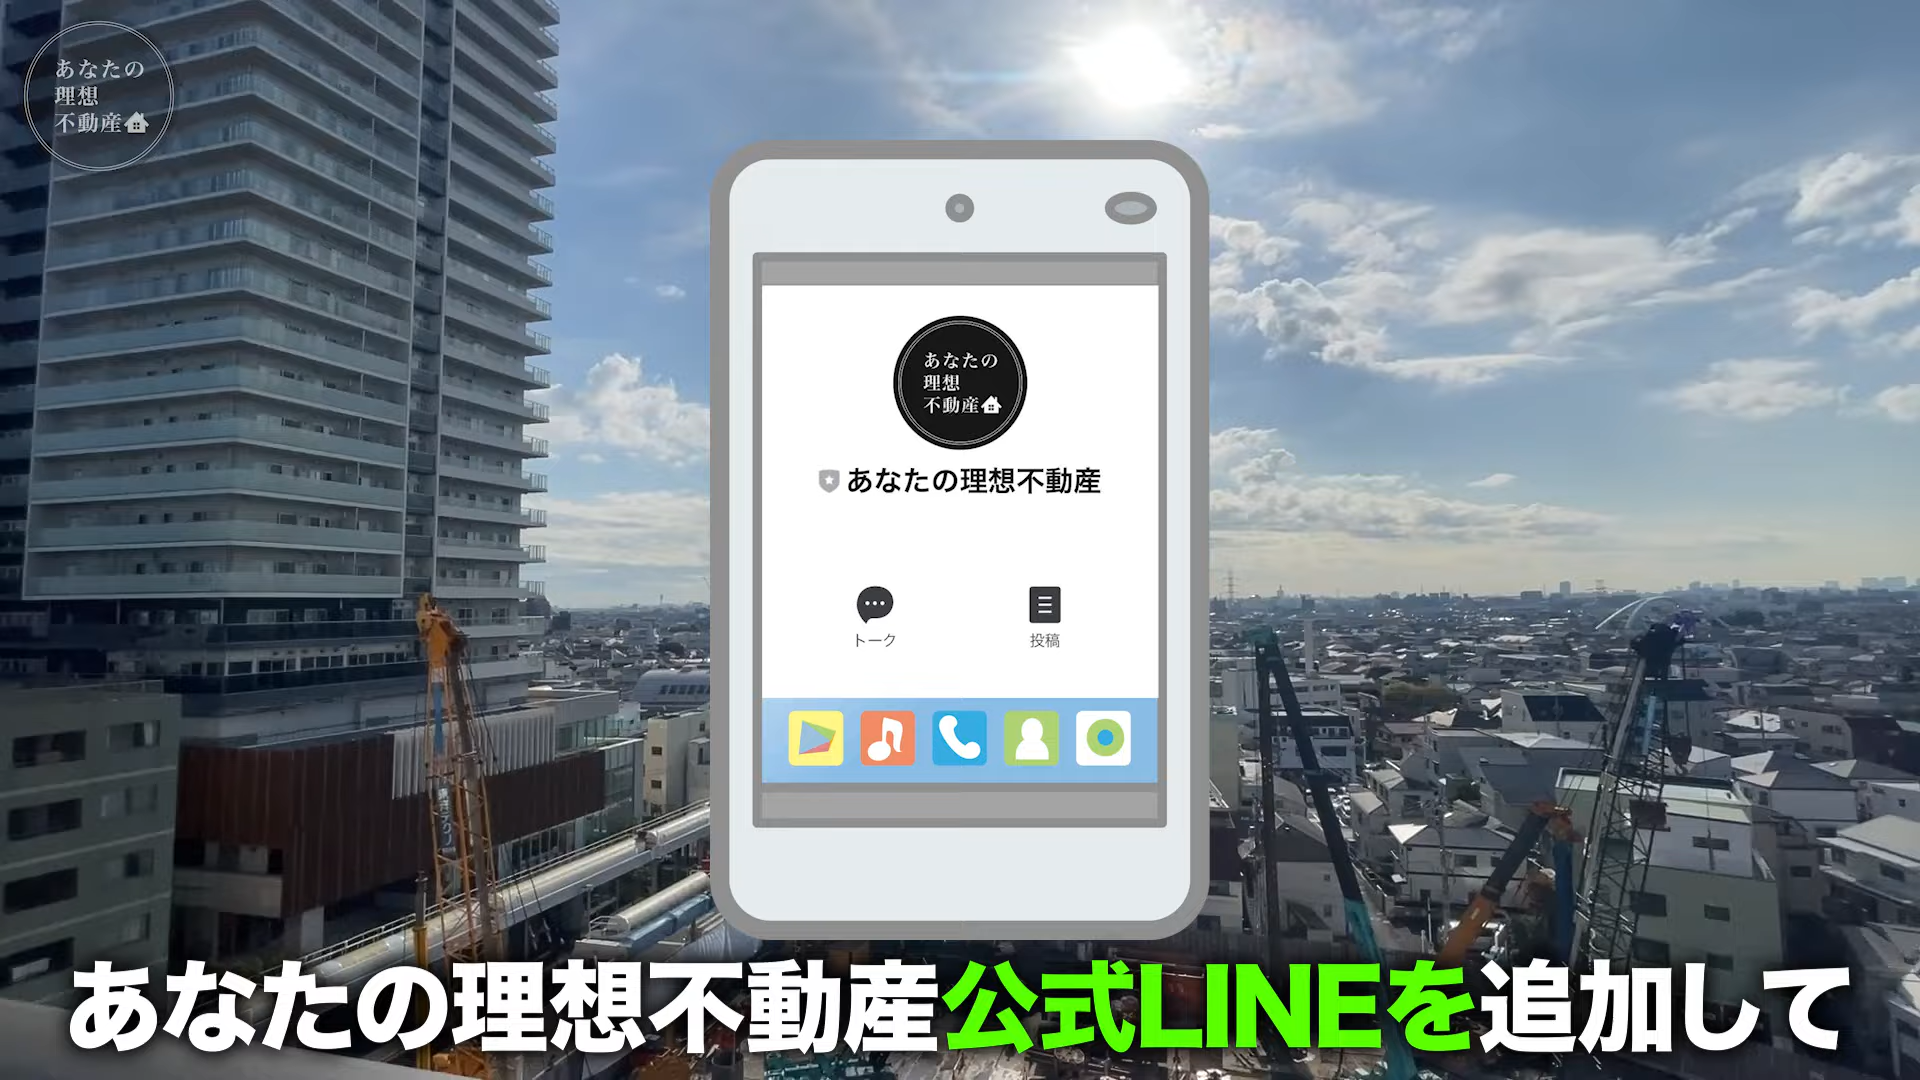 あなたの
理想
不動産
あなたの
理想
不動産
あなたの理想不動産
トーク
投稿
あなたの理想不動産公式LINEを追加して